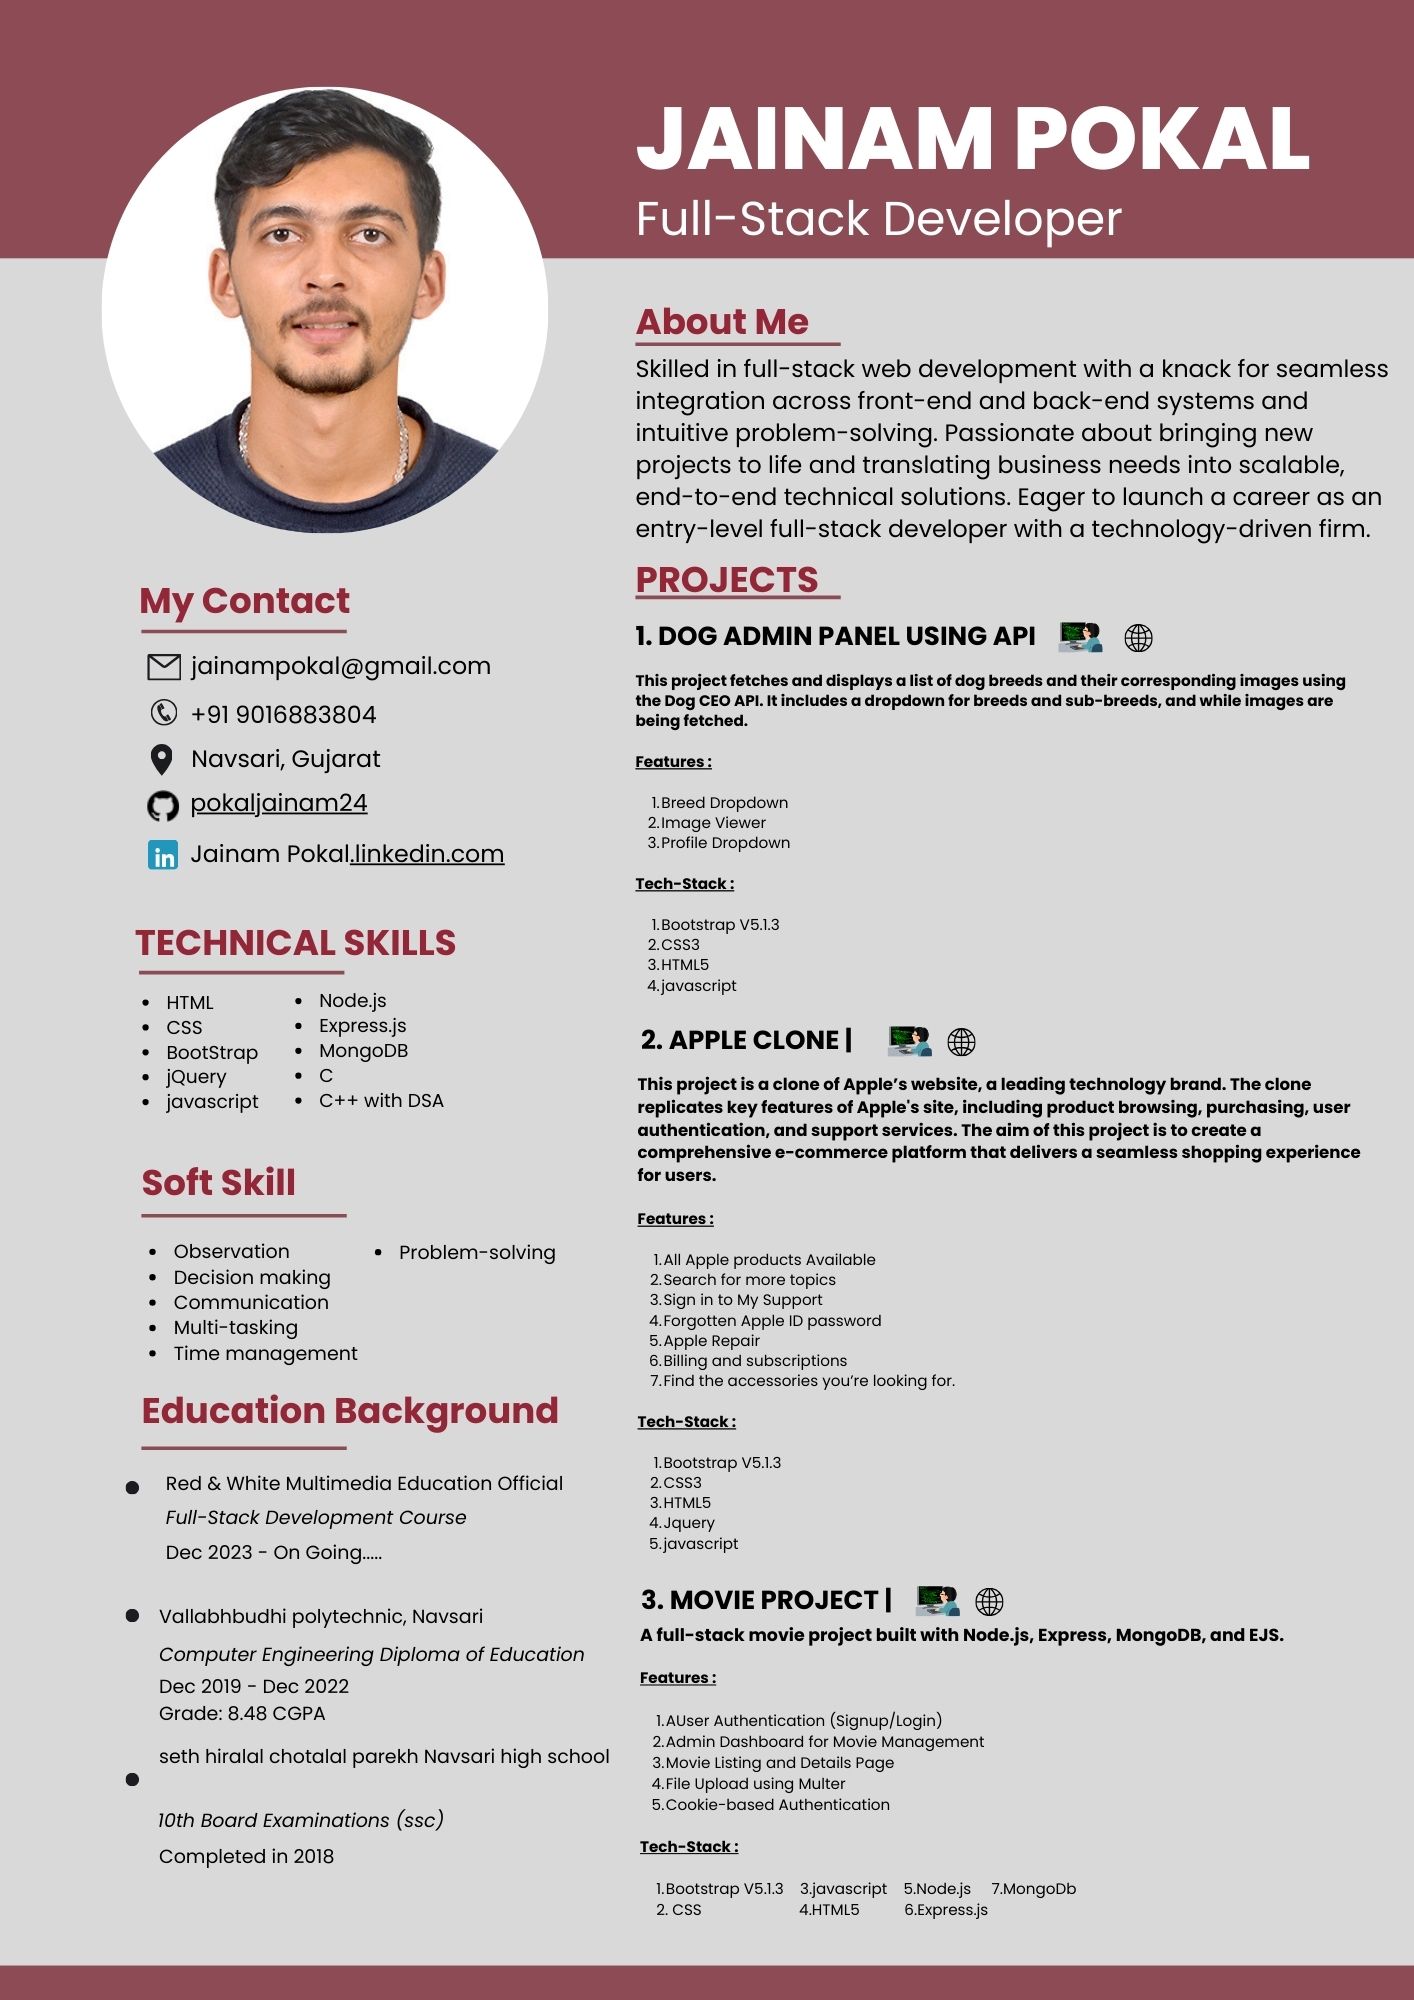 JAINAM POKAL
Full-Stack Developer
My Contact
jainampokal@gmail.com
+91 9016883804
Navsari, Gujarat
pokaljainam24
in Jainam Pokal.linkedin.com
TECHNICAL SKILLS
• HTML
• CSS
• BootStrap
• jQuery
• javascript
• Node.js
• Express.js
• MongoDB
• C
• C++ with DSA
Soft Skill
• Observation
• Decision making
• Communication
• Multi-tasking
• Time management
• Problem-solving
Education Background
Red & White Multimedia Education Official
Full-Stack Development Course
Dec 2023 - On Going.....
Vallabhbudhi polytechnic, Navsari
Computer Engineering Diploma of Education
Dec 2019 - Dec 2022
Grade: 8.48 CGPA
seth hiralal chotalal parekh Navsari high school
10th Board Examinations (ssc)
Completed in 2018
About Me
Skilled in full-stack web development with a knack for seamless
integration across front-end and back-end systems and
intuitive problem-solving. Passionate about bringing new
projects to life and translating business needs into scalable,
end-to-end technical solutions. Eager to launch a career as an
entry-level full-stack developer with a technology-driven firm.
PROJECTS
1. DOG ADMIN PANEL USING API
This project fetches and displays a list of dog breeds and their corresponding images using
the Dog CEO API. It includes a dropdown for breeds and sub-breeds, and while images are
being fetched.
Features :
1.Breed Dropdown
2.Image Viewer
3.Profile Dropdown
Tech-Stack :
1.Bootstrap V5.1.3
2.CSS3
3.HTML5
4.javascript
2. APPLE CLONE |
This project is a clone of Apple’s website, a leading technology brand. The clone
replicates key features of Apple's site, including product browsing, purchasing, user
authentication, and support services. The aim of this project is to create a
comprehensive e-commerce platform that delivers a seamless shopping experience
for users.
Features :
1.All Apple products Available
2.Search for more topics
3.Sign in to My Support
4.Forgotten Apple ID password
5.Apple Repair
6.Billing and subscriptions
7.Find the accessories you’re looking for.
Tech-Stack :
1.Bootstrap V5.1.3
2.CSS3
3.HTML5
4.Jquery
5.javascript
3. MOVIE PROJECT |
A full-stack movie project built with Node.js, Express, MongoDB, and EJS.
Features :
1.AUser Authentication (Signup/Login)
2.Admin Dashboard for Movie Management
3.Movie Listing and Details Page
4.File Upload using Multer
5.Cookie-based Authentication
Tech-Stack :
1.Bootstrap V5.1.3 3.javascript 5.Node.js 7.MongoDb
2. CSS 4.HTML5 6.Express.js